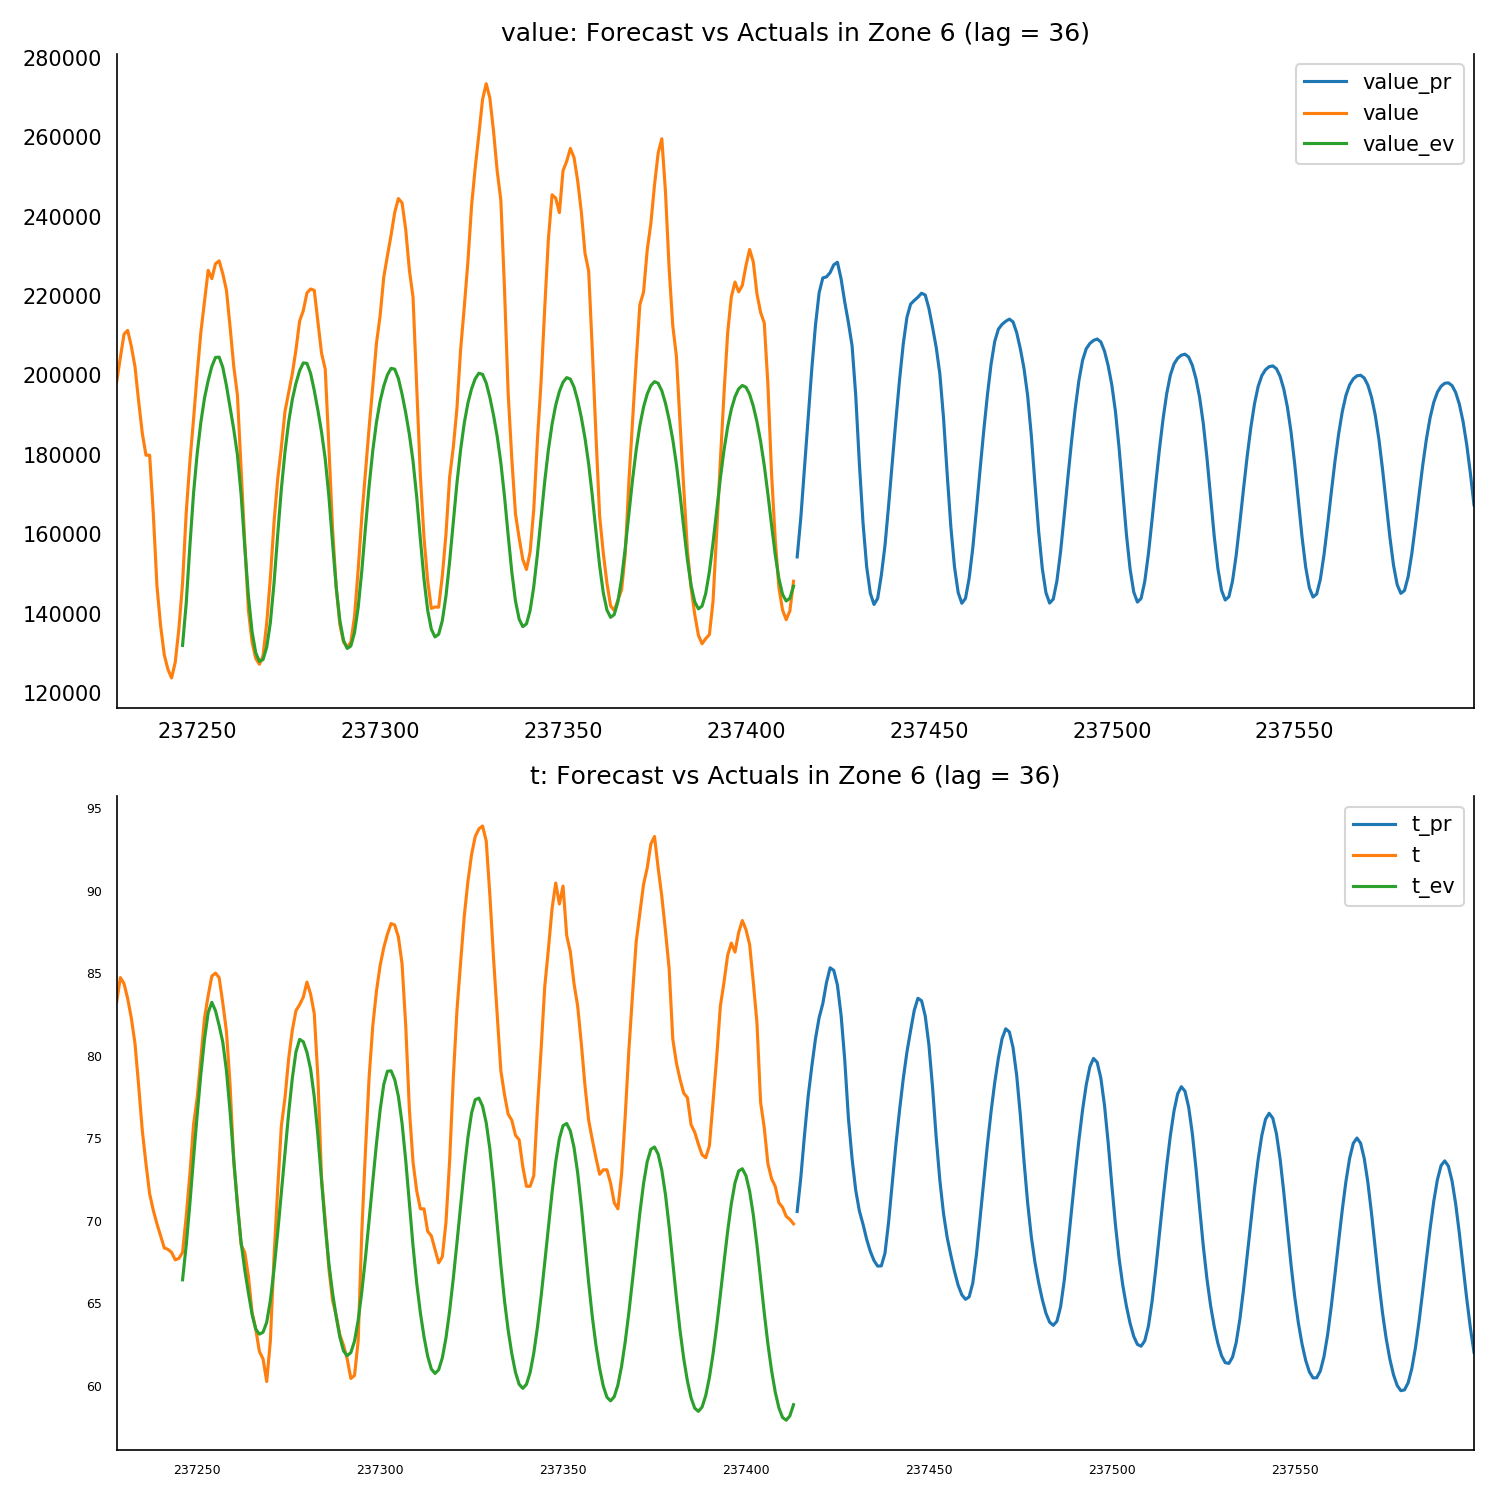 value: Forecast vs Actuals in Zone 6 (lag = 36)
280000
260000
240000
220000
200000
180000
160000
140000
120000
value_pr
value
value_ev
237250 237300 237350 237400 237450 237500 237550
t: Forecast vs Actuals in Zone 6 (lag = 36)
95
90
85
80
75
70
65
60
t_pr
t
t_ev
237250 237300 237350 237400 237450 237500 237550